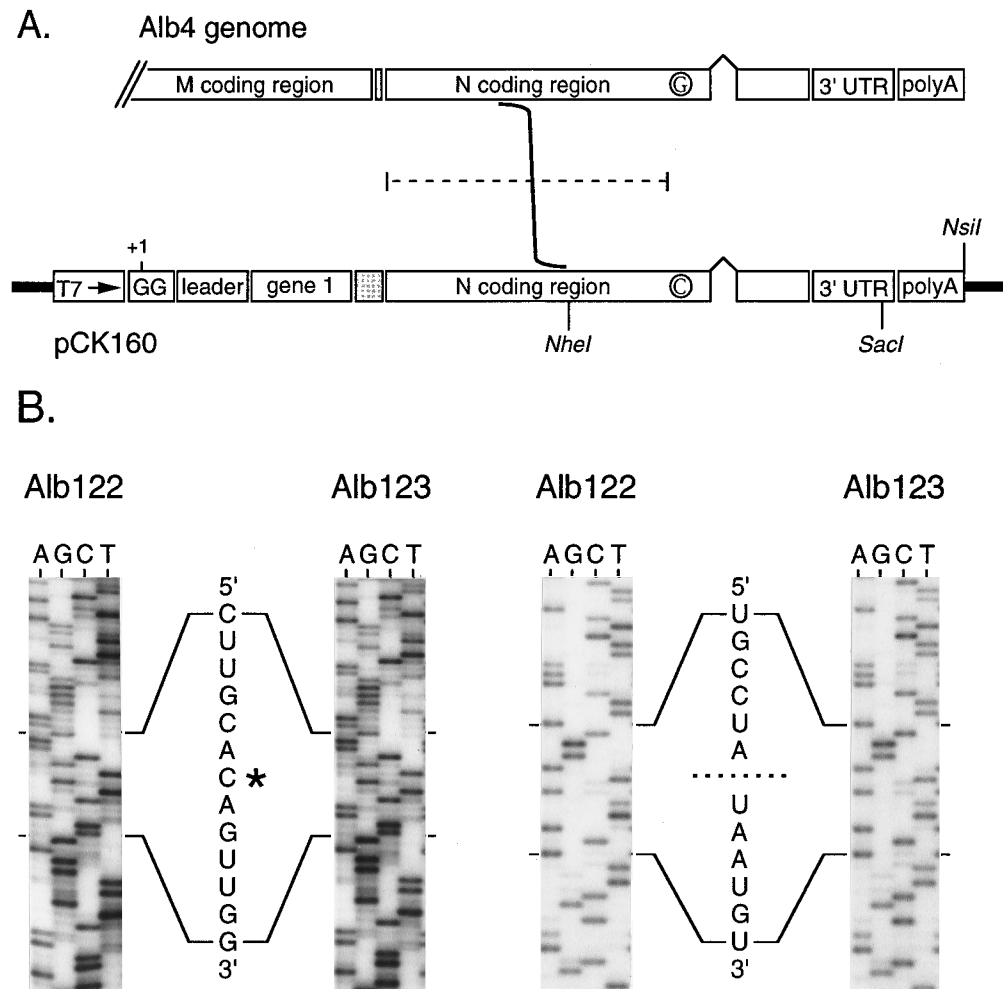 A.
Alb4 genome
M coding region
N coding region
G
3' UTR
polyA
NsiI
+1
T7
GG
leader
gene 1
N coding region
C
3' UTR
polyA
pCK160
NheI
SacI
B.
Alb122
Alb123
Alb122
Alb123
A G C T
5'
A G C T
A G C T
5'
A G C T
C
U
U
G
C
A
C *
A
G
U
U
G
G
3'
U
G
C
C
U
A
U
A
A
U
G
U
3'